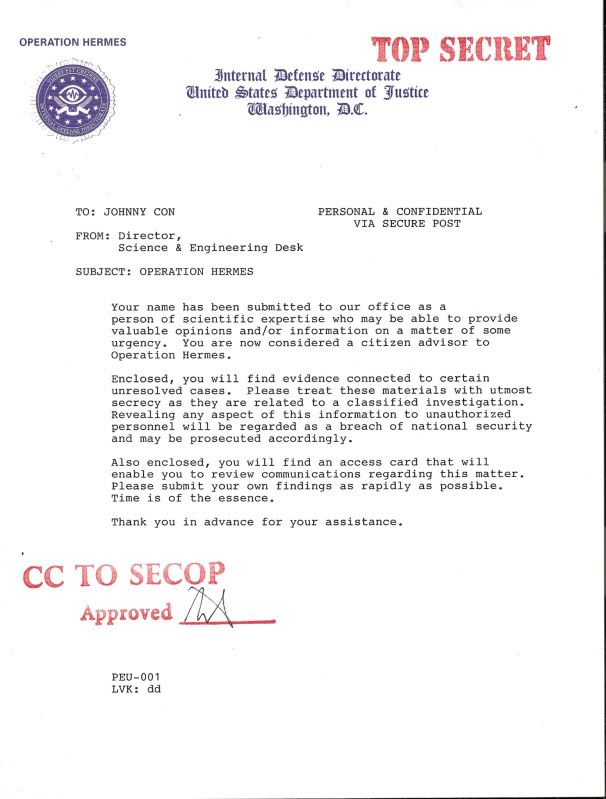 OPERATION HERMES
TOP SECRET
Internal Defense Directorate
United States Department of Justice
Washington, D.C.
TO: JOHNNY CON
PERSONAL & CONFIDENTIAL
VIA SECURE POST
FROM: Director,
Science & Engineering Desk
SUBJECT: OPERATION HERMES
Your name has been submitted to our office as a
person of scientific expertise who may be able to provide
valuable opinions and/or information on a matter of some
urgency. You are now considered a citizen advisor to
Operation Hermes.
Enclosed, you will find evidence connected to certain
unresolved cases. Please treat these materials with utmost
secrecy as they are related to a classified investigation.
Revealing any aspect of this information to unauthorized
personnel will be regarded as a breach of national security
and may be prosecuted accordingly.
Also enclosed, you will find an access card that will
enable you to review communications regarding this matter.
Please submit your own findings as rapidly as possible.
Time is of the essence.
Thank you in advance for your assistance.
CC TO SECOP
Approved
PEU-001
LVK: dd